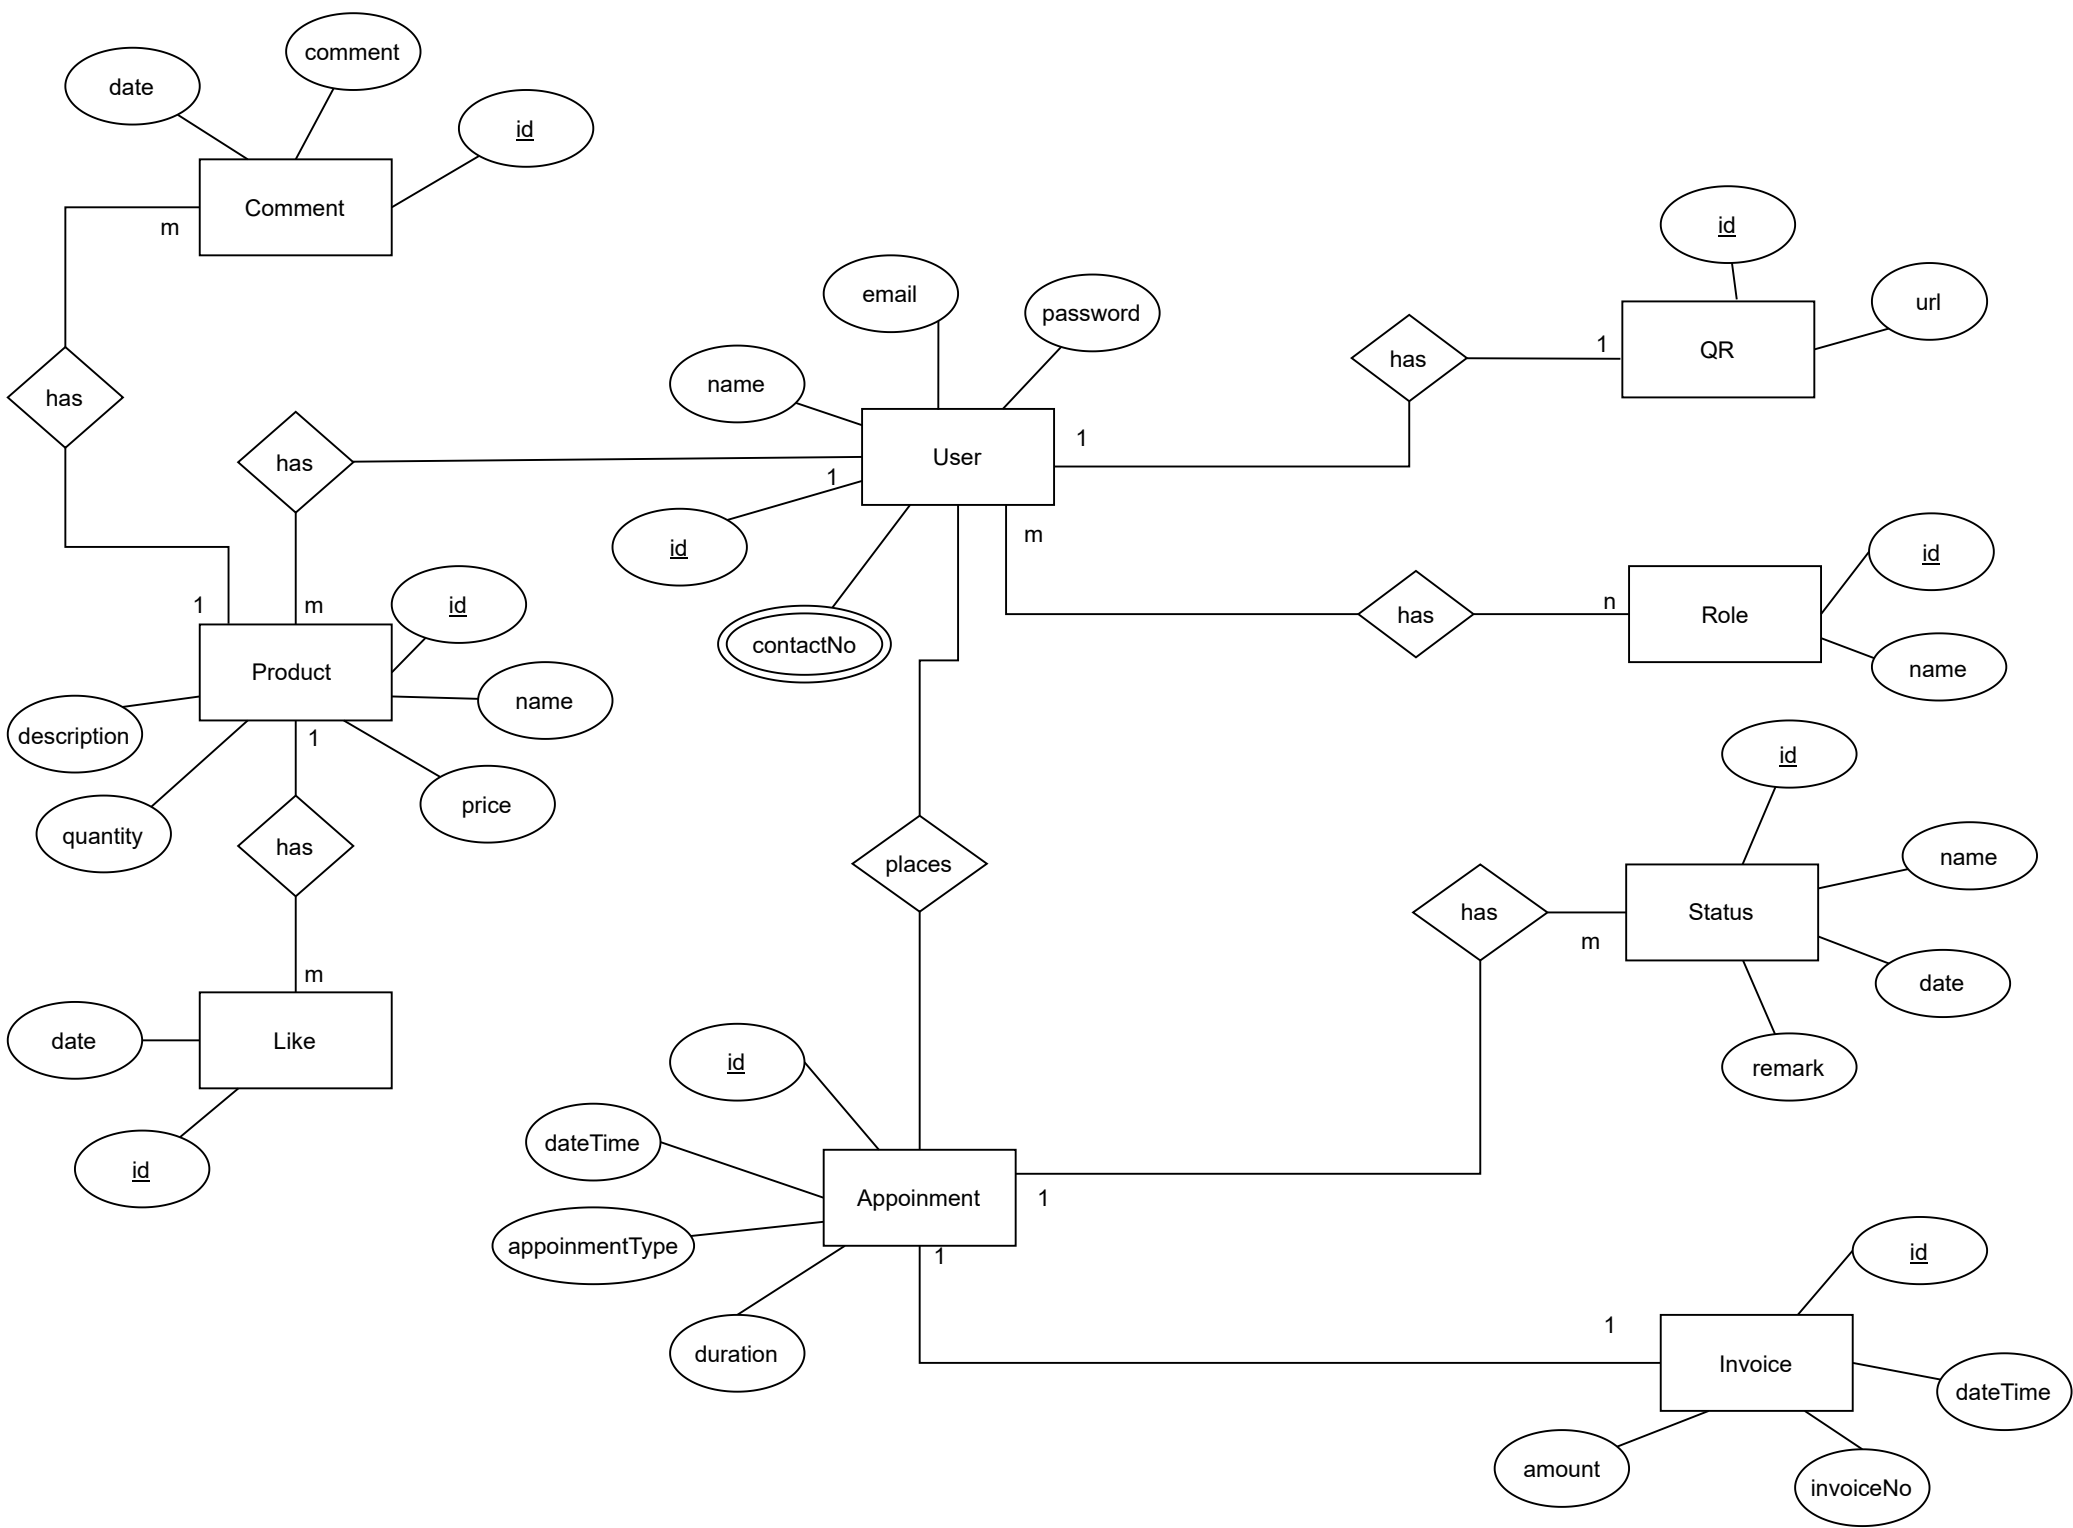 comment
date
id
Comment
m
id
email
url
password
1
has
QR
name
has
1
has
User
1
id
m
id
contactNo
1
m
id
n
has
Role
name
Product
name
description
1
id
quantity
price
has
places
name
has
Status
m
m
date
date
Like
id
remark
id
dateTime
Appoinment
1
appoinmentType
1
id
duration
1
Invoice
dateTime
amount
invoiceNo